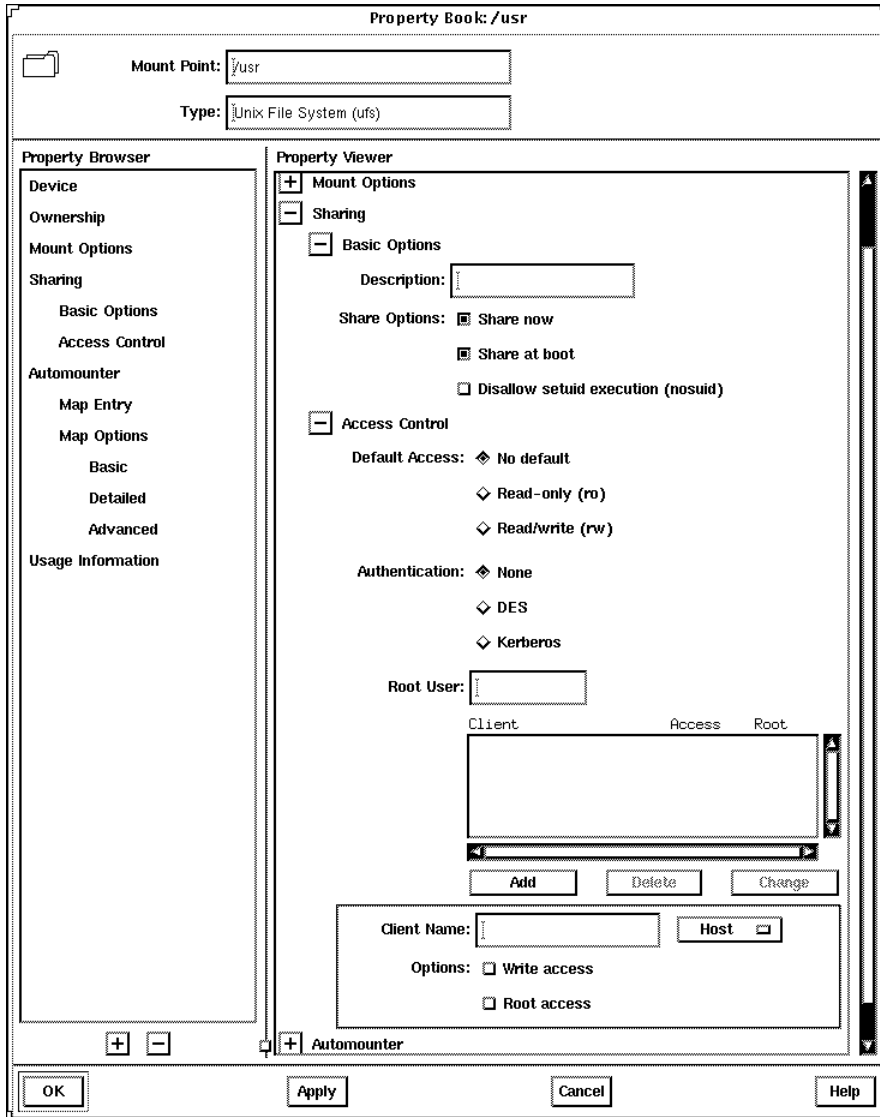 Property Book: /usr
Mount Point: /usr
Type: Unix File System (ufs)
Property Browser
Device
Ownership
Mount Options
Sharing
Basic Options
Access Control
Automounter
Map Entry
Map Options
Basic
Detailed
Advanced
Usage Information
Property Viewer
Mount Options
Sharing
Basic Options
Description:
Share Options: Share now
Share at boot
Disallow setuid execution (nosuid)
Access Control
Default Access: No default
Read-only (ro)
Read/write (rw)
Authentication: None
DES
Kerberos
Root User:
Client Access Root
Add Delete Change
Client Name: Host
Options: Write access
Root access
Automounter
OK Apply Cancel Help